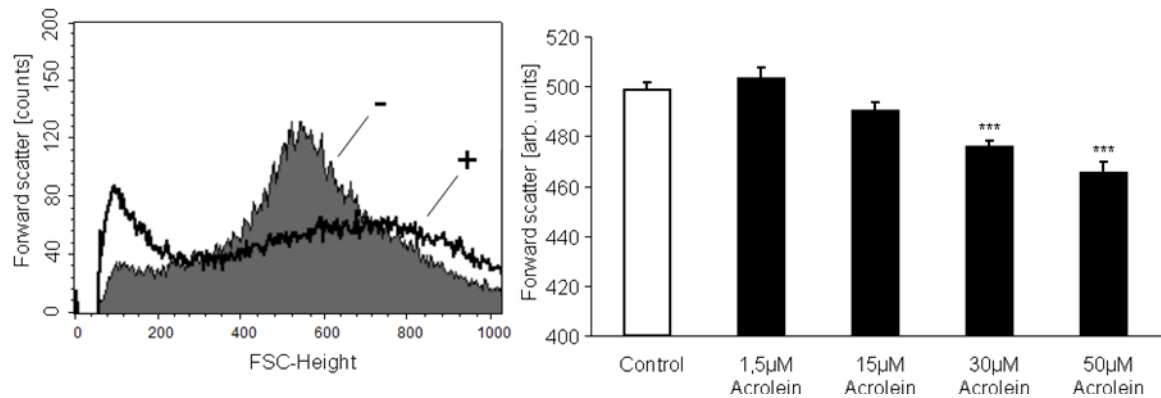 Forward scatter [counts]
200
150
120
80
40
0
-
+
0
200
400
600
800
1000
FSC-Height
Forward scatter [arb. units]
520
500
480
460
440
420
400
***
***
Control
1,5µM
Acrolein
15µM
Acrolein
30µM
Acrolein
50µM
Acrolein